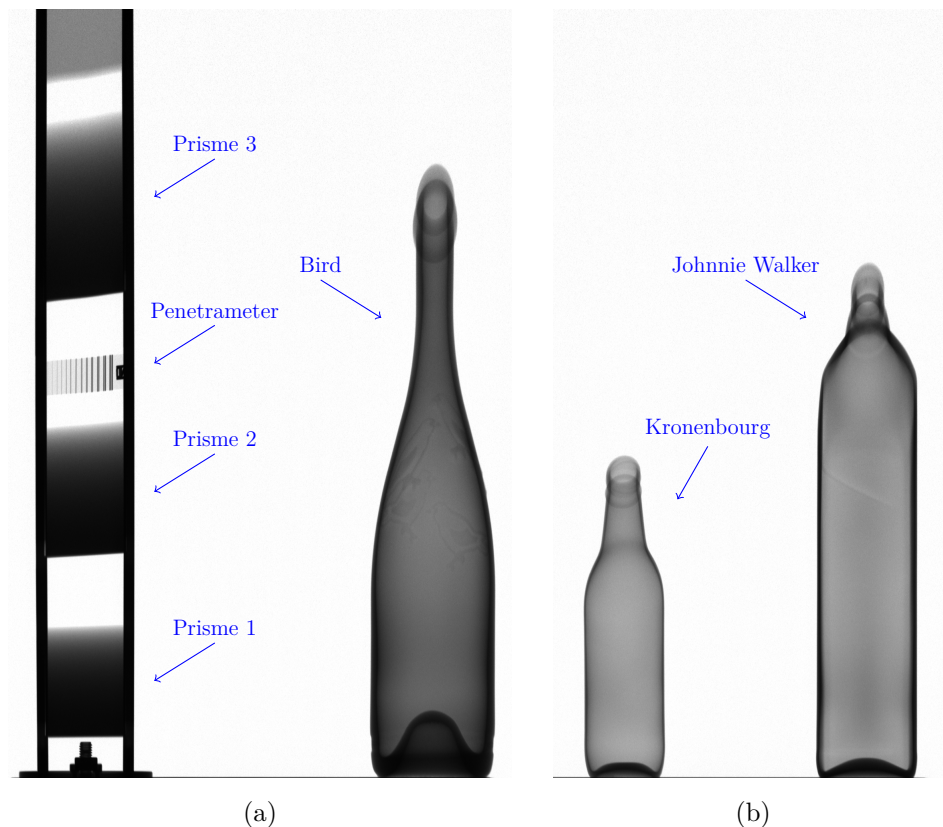 Prisme 3
Bird
Penetrameter
Prisme 2
Prisme 1
Johnnie Walker
Kronenbourg
(a)
(b)